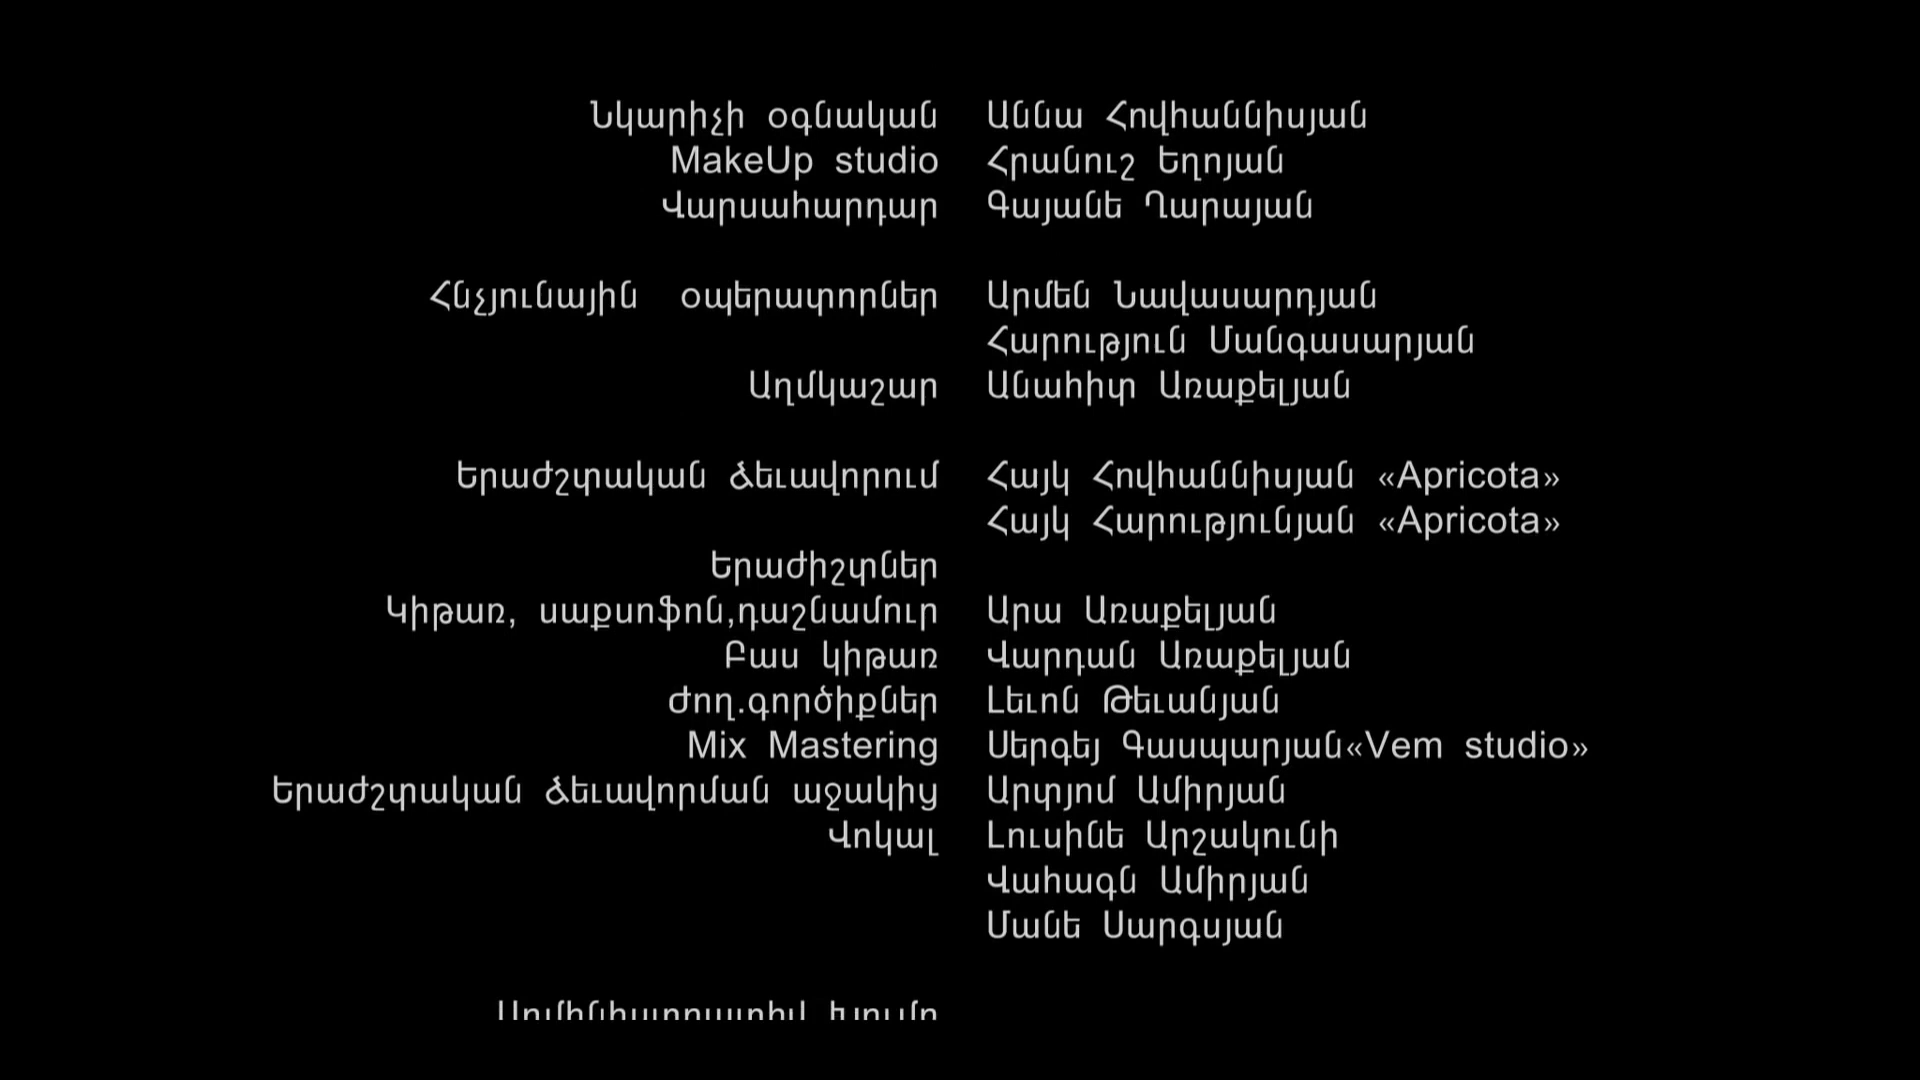 Նկարիչի օգնական Աննա Հովհաննիսյան
MakeUp studio Հրանուշ Եղոյան
Վարսահարդար Գայանե Ղարայան
Հնչյունային օպերատորներ Արմեն Նավասարդյան
Հարություն Մանգասարյան
Աղմկաշար Անահիտ Առաքելյան
Երաժշտական ձեւավորում Հայկ Հովհաննիսյան «Apricota»
Հայկ Հարությունյան «Apricota»
Երաժիշտներ
Կիթառ, սաքսոֆոն,դաշնամուր Արա Առաքելյան
Բաս կիթառ Վարդան Առաքելյան
Ժող.գործիքներ Լեւոն Թեւանյան
Mix Mastering Սերգեյ Գասպարյան«Vem studio»
Երաժշտական ձեւավորման աջակից Արտյոմ Ամիրյան
Վոկալ Լուսինե Արշակունի
Վահագն Ամիրյան
Մանե Սարգսյան